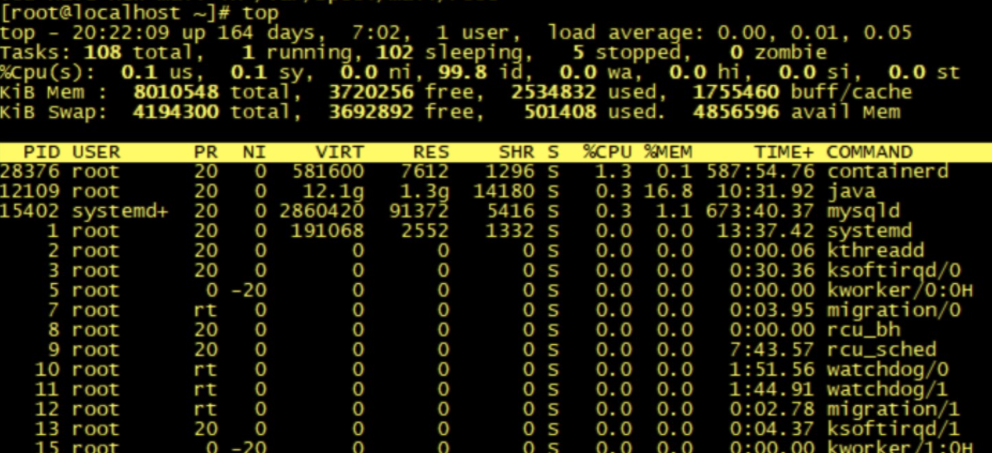 [root@localhost ~]# top
top - 20:22:09 up 164 days,  7:02,  1 user,  load average: 0.00, 0.01, 0.05
Tasks: 108 total,   1 running, 102 sleeping,   5 stopped,   0 zombie
%Cpu(s):  0.1 us,  0.1 sy,  0.0 ni, 99.8 id,  0.0 wa,  0.0 hi,  0.0 si,  0.0 st
KiB Mem :  8010548 total,  3720256 free,  2534832 used,  1755460 buff/cache
KiB Swap:  4194300 total,  3692892 free,   501408 used.  4856596 avail Mem
PID USER      PR  NI    VIRT    RES    SHR S  %CPU %MEM     TIME+ COMMAND
28376 root      20   0  581600   7612   1296 S   1.3  0.1 587:54.76 containerd
12109 root      20   0   12.1g   1.3g  14180 S   0.3 16.8  10:31.92 java
15402 systemd+  20   0 2860420  91372   5416 S   0.3  1.1 673:40.37 mysqld
1 root      20   0  191068   2552   1332 S   0.0  0.0  13:37.42 systemd
2 root      20   0       0      0      0 S   0.0  0.0   0:00.06 kthreadd
3 root      20   0       0      0      0 S   0.0  0.0   0:30.36 ksoftirqd/0
5 root       0 -20       0      0      0 S   0.0  0.0   0:00.00 kworker/0:0H
7 root      rt   0       0      0      0 S   0.0  0.0   0:03.95 migration/0
8 root      20   0       0      0      0 S   0.0  0.0   0:00.00 rcu_bh
9 root      20   0       0      0      0 S   0.0  0.0   7:43.57 rcu_sched
10 root      rt   0       0      0      0 S   0.0  0.0   1:51.56 watchdog/0
11 root      rt   0       0      0      0 S   0.0  0.0   1:44.91 watchdog/1
12 root      rt   0       0      0      0 S   0.0  0.0   0:02.78 migration/1
13 root      20   0       0      0      0 S   0.0  0.0   0:04.37 ksoftirqd/1
15 root       0 -20       0      0      0 S   0.0  0.0   0:00.00 kworker/1:0H